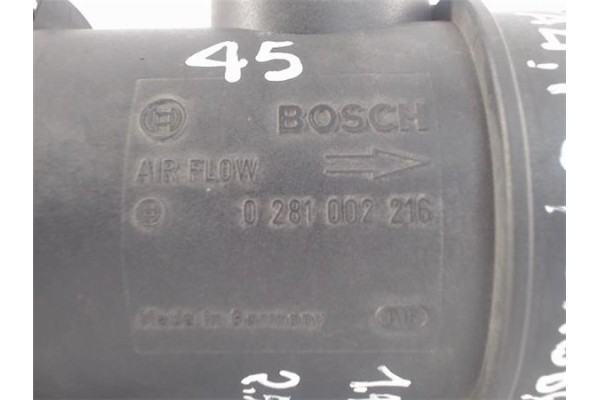 45
BOSCH
AIR FLOW
0 281 002 216
Made in Germany